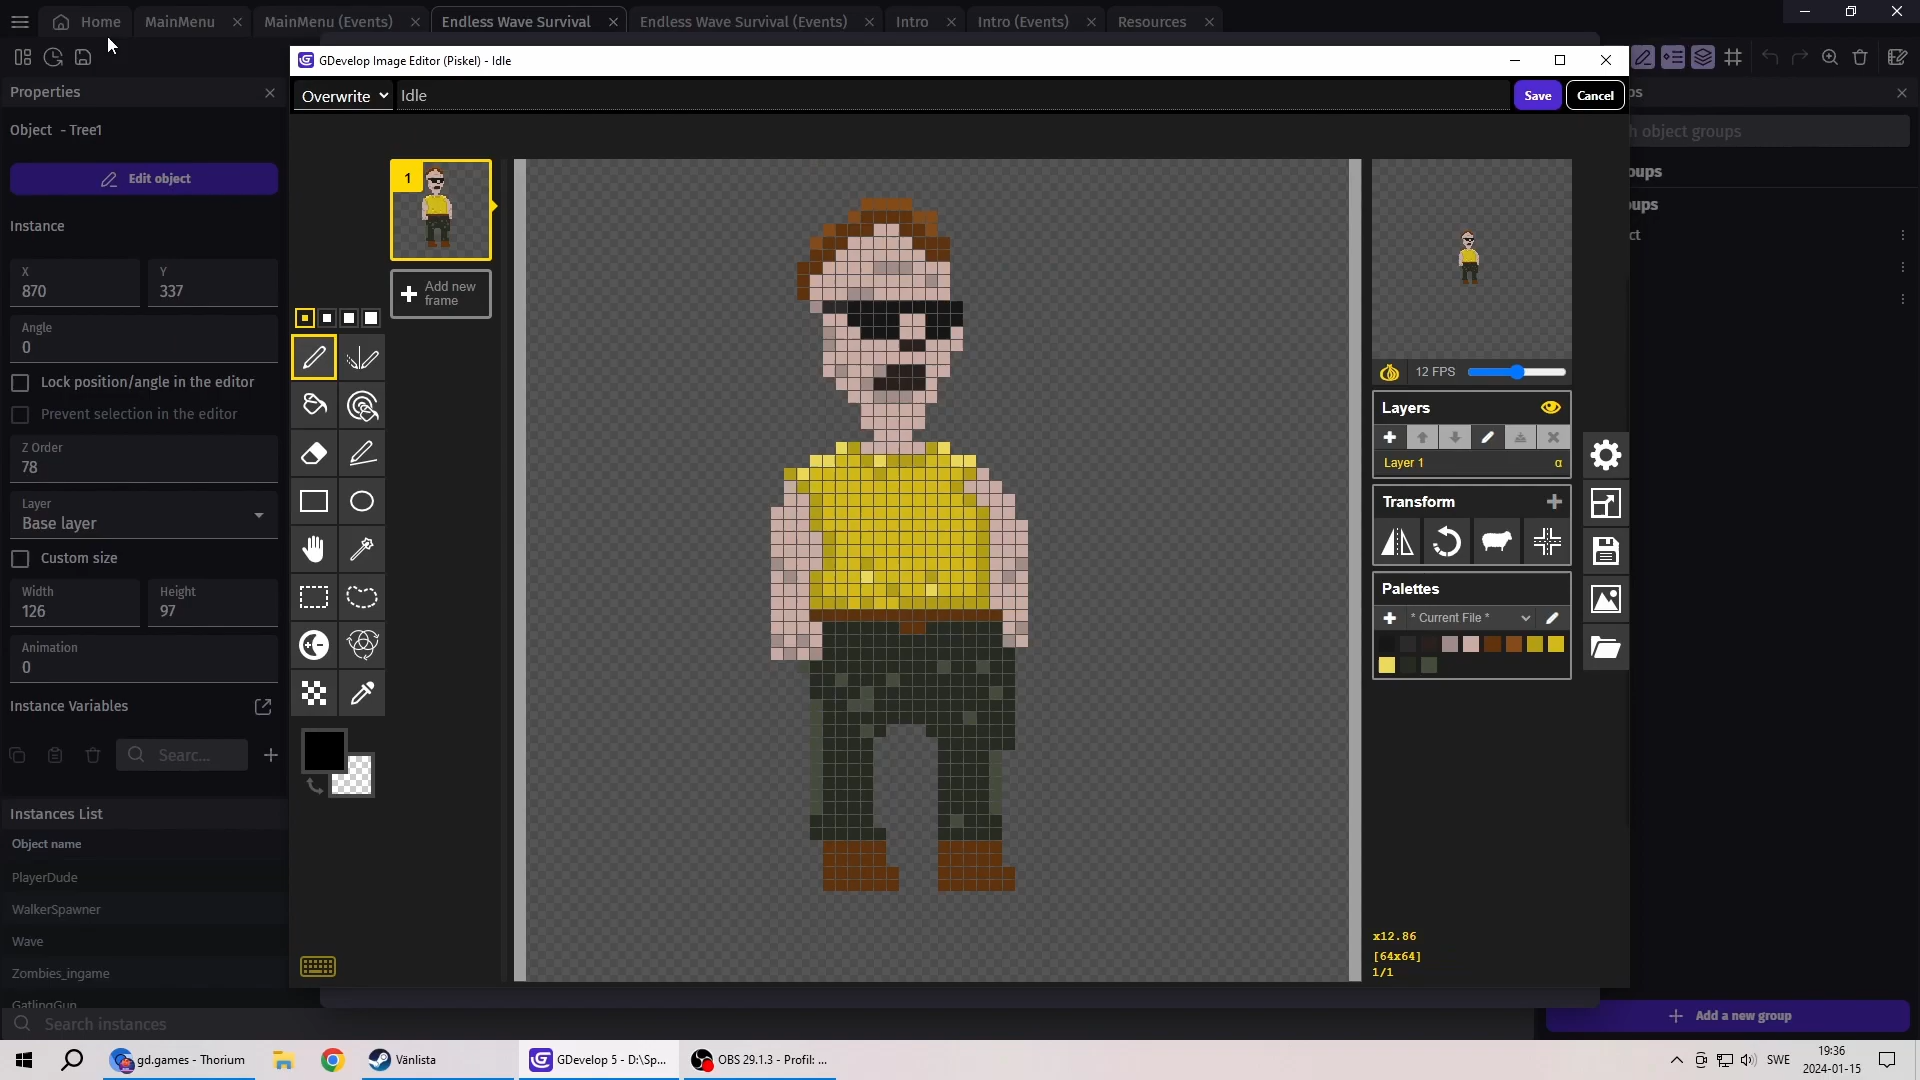 Home
MainMenu
MainMenu (Events)
Endless Wave Survival
Endless Wave Survival (Events)
Intro
Intro (Events)
Resources
GDevelop Image Editor (Piskel) - Idle
Overwrite
Idle
Save
Cancel
Properties
Object - Tree1
Edit object
Instance
X
870
Y
337
Angle
0
Lock position/angle in the editor
Prevent selection in the editor
Z Order
78
Layer
Base layer
Custom size
Width
126
Height
97
Animation
0
Instance Variables
Searc...
Instances List
Object name
PlayerDude
WalkerSpawner
Wave
Zombies_ingame
GatlingGun
Search instances
1
Add new
frame
12 FPS
Layers
Layer 1
α
Transform
Palettes
* Current File *
x12.86
[64x64]
1/1
object groups
Add a new group
gd.games - Thorium
Vänlista
GDevelop 5 - D:\Sp...
OBS 29.1.3 - Profil: ...
SWE
19:36
2024-01-15